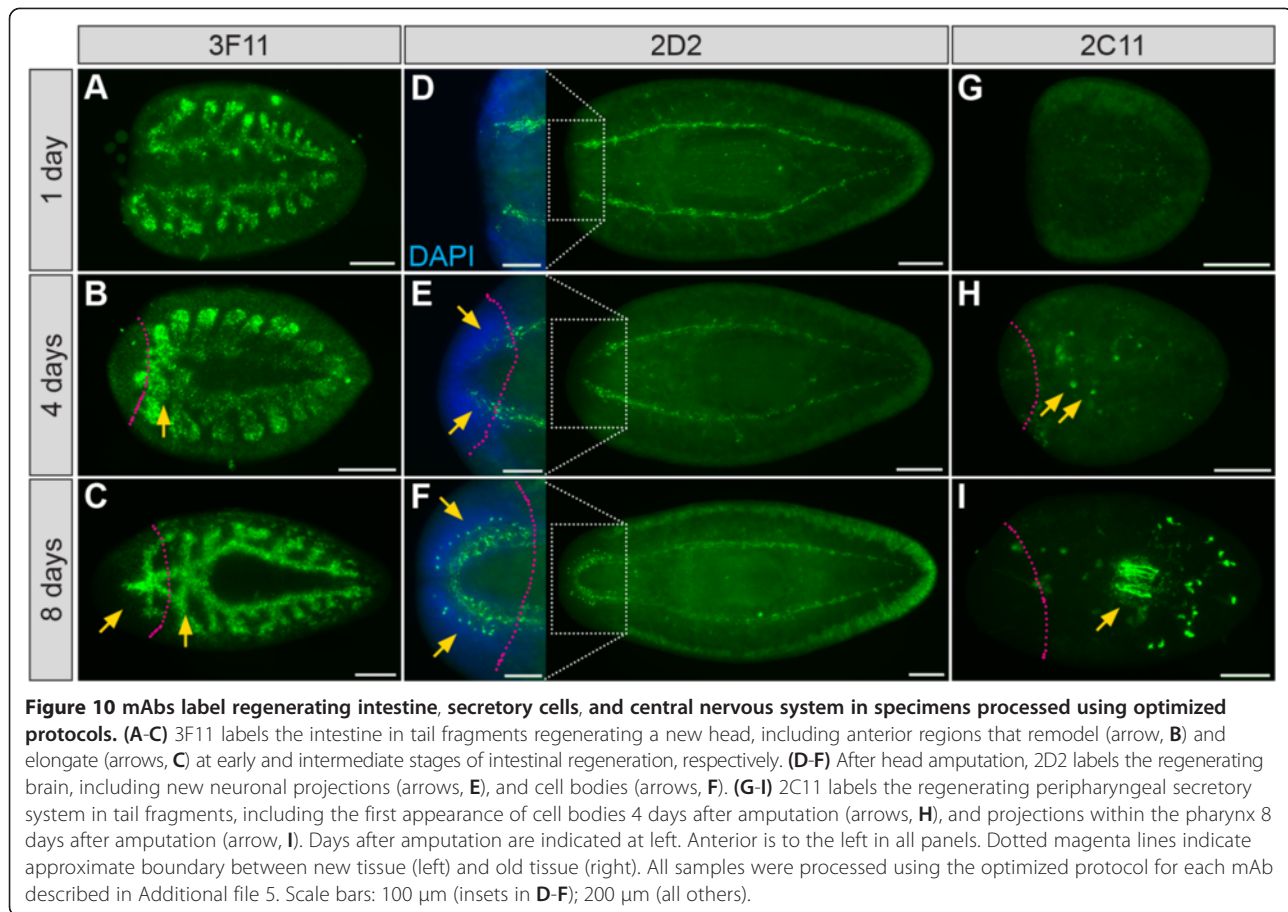 3F11
2D2
2C11
1 day
4 days
8 days
A
B
C
D
DAPI
E
F
G
H
I
Figure 10 mAbs label regenerating intestine, secretory cells, and central nervous system in specimens processed using optimized
protocols. (A-C) 3F11 labels the intestine in tail fragments regenerating a new head, including anterior regions that remodel (arrow, B) and
elongate (arrows, C) at early and intermediate stages of intestinal regeneration, respectively. (D-F) After head amputation, 2D2 labels the regenerating
brain, including new neuronal projections (arrows, E), and cell bodies (arrows, F). (G-I) 2C11 labels the regenerating peripharyngeal secretory
system in tail fragments, including the first appearance of cell bodies 4 days after amputation (arrows, H), and projections within the pharynx 8
days after amputation (arrow, I). Days after amputation are indicated at left. Anterior is to the left in all panels. Dotted magenta lines indicate
approximate boundary between new tissue (left) and old tissue (right). All samples were processed using the optimized protocol for each mAb
described in Additional file 5. Scale bars: 100 μm (insets in D-F); 200 μm (all others).